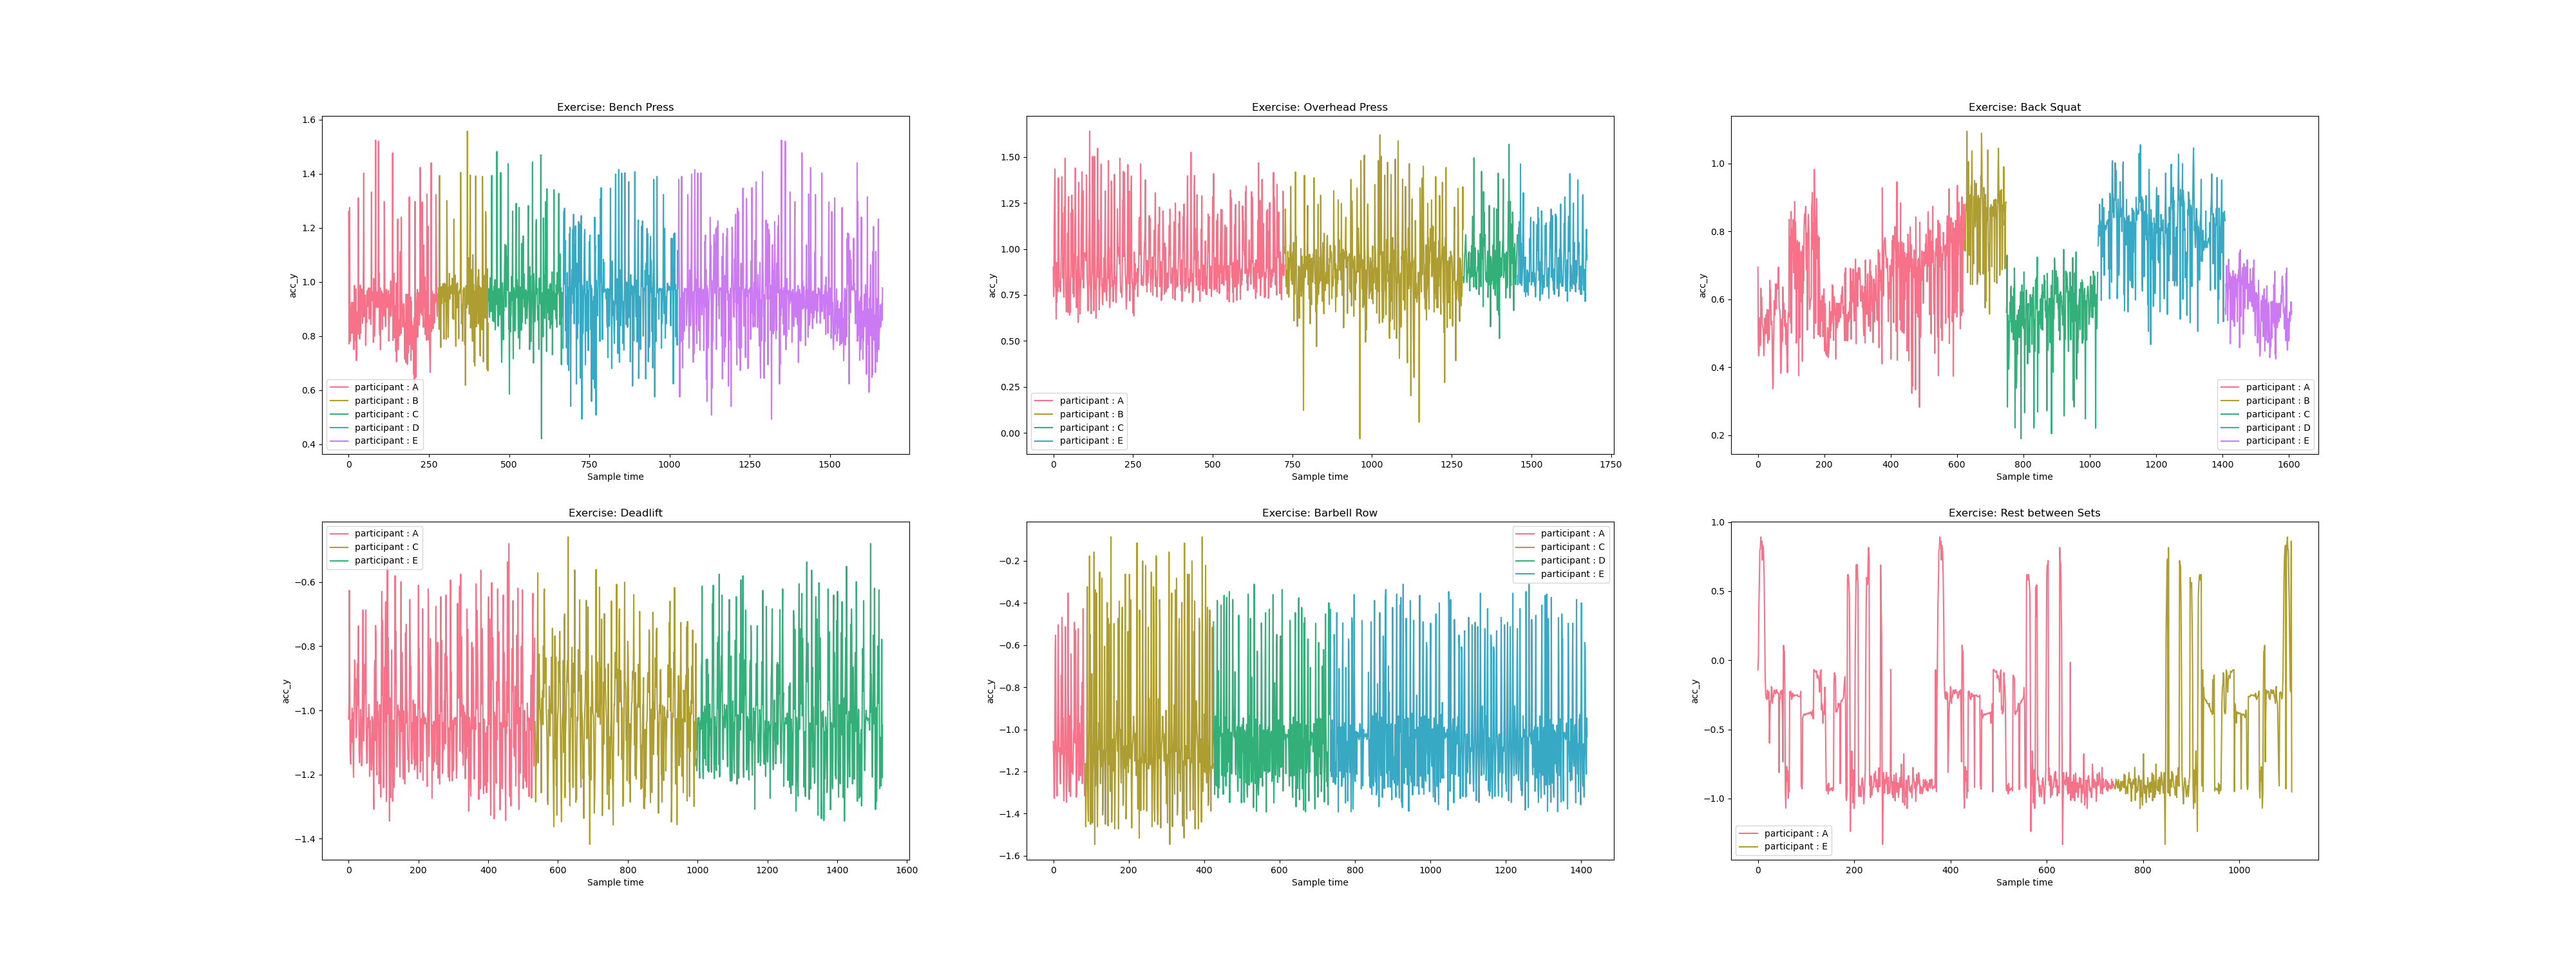 Exercise: Bench Press
acc_y
1.6
1.4
1.2
1.0
0.8
0.6
0.4
participant : A
participant : B
participant : C
participant : D
participant : E
0 250 500 750 1000 1250 1500
Sample time
Exercise: Overhead Press
acc_y
1.50
1.25
1.00
0.75
0.50
0.25
0.00
participant : A
participant : B
participant : C
participant : E
0 250 500 750 1000 1250 1500 1750
Sample time
Exercise: Back Squat
acc_y
1.0
0.8
0.6
0.4
0.2
participant : A
participant : B
participant : C
participant : D
participant : E
0 200 400 600 800 1000 1200 1400 1600
Sample time
Exercise: Deadlift
acc_y
participant : A
participant : C
participant : E
−0.6
−0.8
−1.0
−1.2
−1.4
0 200 400 600 800 1000 1200 1400 1600
Sample time
Exercise: Barbell Row
acc_y
participant : A
participant : C
participant : D
participant : E
−0.2
−0.4
−0.6
−0.8
−1.0
−1.2
−1.4
−1.6
0 200 400 600 800 1000 1200 1400
Sample time
Exercise: Rest between Sets
acc_y
1.0
0.5
0.0
−0.5
−1.0
participant : A
participant : E
0 200 400 600 800 1000
Sample time